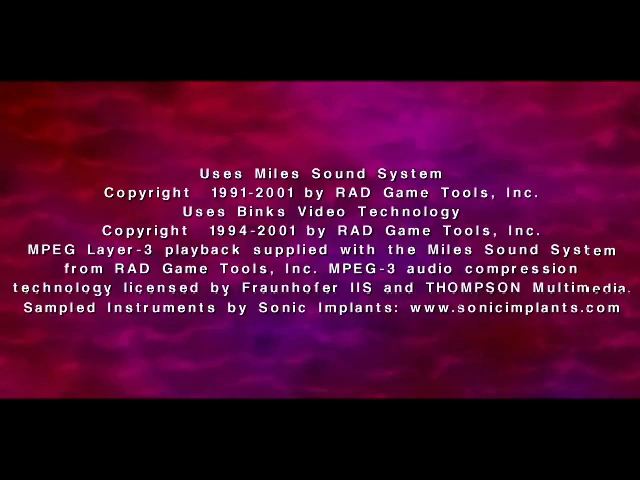 Uses Miles Sound System
Copyright 1991-2001 by RAD Game Tools, Inc.
Uses Binks Video Technology
Copyright 1994-2001 by RAD Game Tools, Inc.
MPEG Layer-3 playback supplied with the Miles Sound System
from RAD Game Tools, Inc. MPEG-3 audio compression
technology licensed by Fraunhofer IIS and THOMPSON Multimedia.
Sampled Instruments by Sonic Implants: www.sonicimplants.com